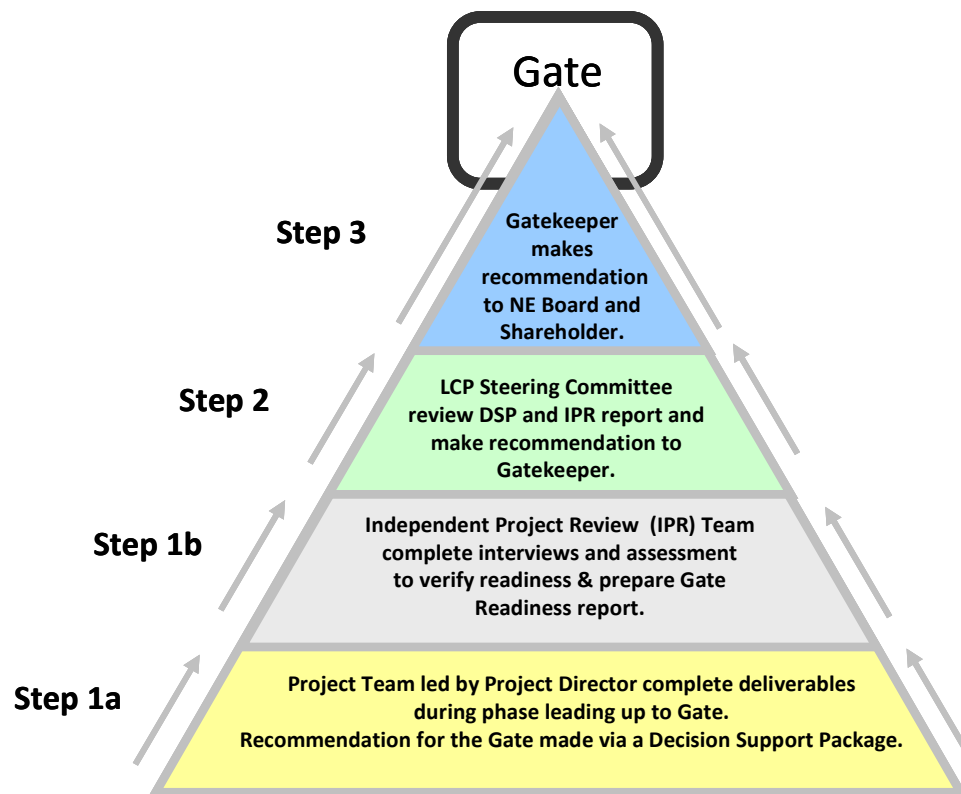 Gate
Step 3
Gatekeeper
makes
recommendation
to NE Board and
Shareholder.
Step 2
LCP Steering Committee
review DSP and IPR report and
make recommendation to
Gatekeeper.
Step 1b
Independent Project Review  (IPR) Team
complete interviews and assessment
to verify readiness & prepare Gate
Readiness report.
Step 1a
Project Team led by Project Director complete deliverables
during phase leading up to Gate.
Recommendation for the Gate made via a Decision Support Package.